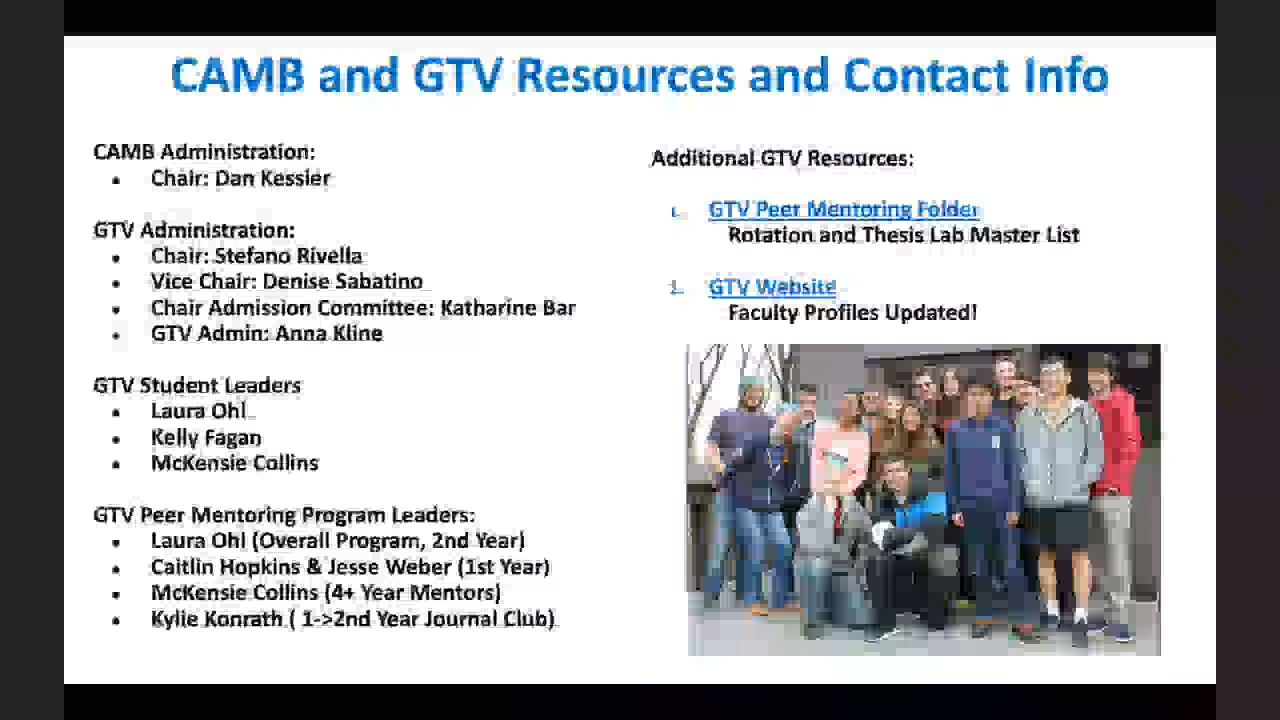 CAMB and GTV Resources and Contact Info
CAMB Administration:
• Chair: Dan Kessler
GTV Administration:
• Chair: Stefano Rivella
• Vice Chair: Denise Sabatino
• Chair Admission Committee: Katharine Bar
• GTV Admin: Anna Kline
GTV Student Leaders
• Laura Ohl
• Kelly Fagan
• McKensie Collins
GTV Peer Mentoring Program Leaders:
• Laura Ohl (Overall Program, 2nd Year)
• Caitlin Hopkins & Jesse Weber (1st Year)
• McKensie Collins (4+ Year Mentors)
• Kylie Konrath ( 1->2nd Year Journal Club)
Additional GTV Resources:
1. GTV Peer Mentoring Folder
Rotation and Thesis Lab Master List
2. GTV Website
Faculty Profiles Updated!